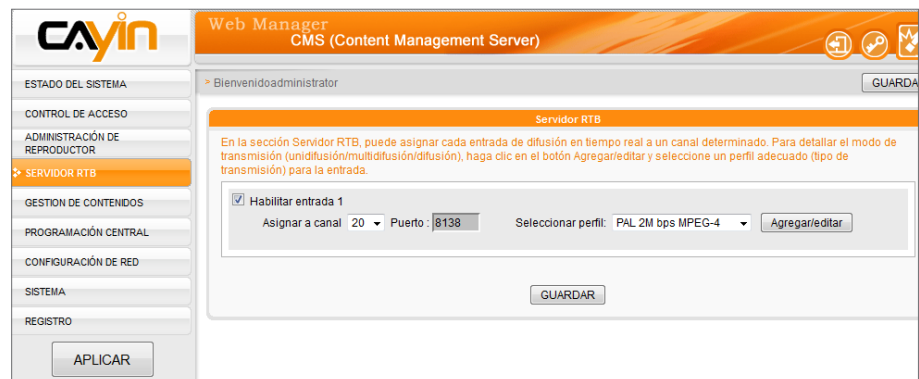 CAYIN
Web Manager
CMS (Content Management Server)
ESTADO DEL SISTEMA
CONTROL DE ACCESO
ADMINISTRACIÓN DE
REPRODUCTOR
SERVIDOR RTB
GESTION DE CONTENIDOS
PROGRAMACIÓN CENTRAL
CONFIGURACIÓN DE RED
SISTEMA
REGISTRO
APLICAR
> Bienvenidoadministrator
GUARDA
Servidor RTB
En la sección Servidor RTB, puede asignar cada entrada de difusión en tiempo real a un canal determinado. Para detallar el modo de
transmisión (unidifusión/multidifusión/difusión), haga clic en el botón Agregar/editar y seleccione un perfil adecuado (tipo de
transmisión) para la entrada.
Habilitar entrada 1
Asignar a canal 20 Puerto : 8138 Seleccionar perfil: PAL 2M bps MPEG-4 Agregar/editar
GUARDAR